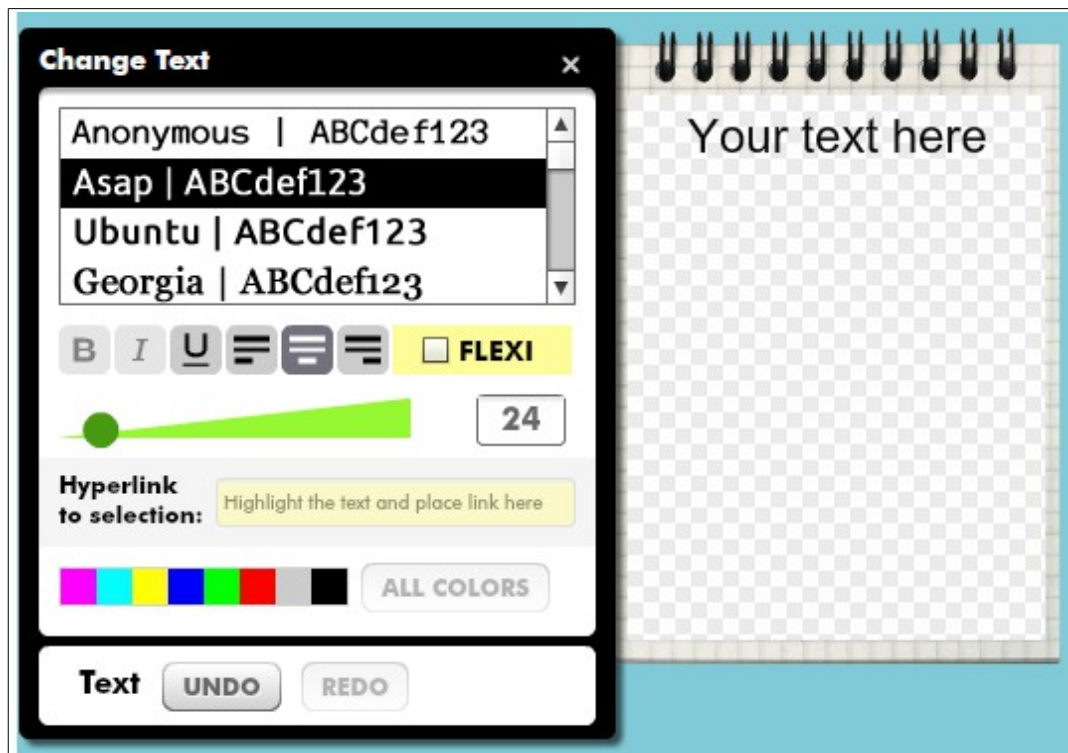 Change Text
×
Anonymous | ABCdef123
Asap | ABCdef123
Ubuntu | ABCdef123
Georgia | ABCdef123
B I U FLEXI
24
Hyperlink
to selection:
Highlight the text and place link here
ALL COLORS
Text UNDO REDO
Your text here